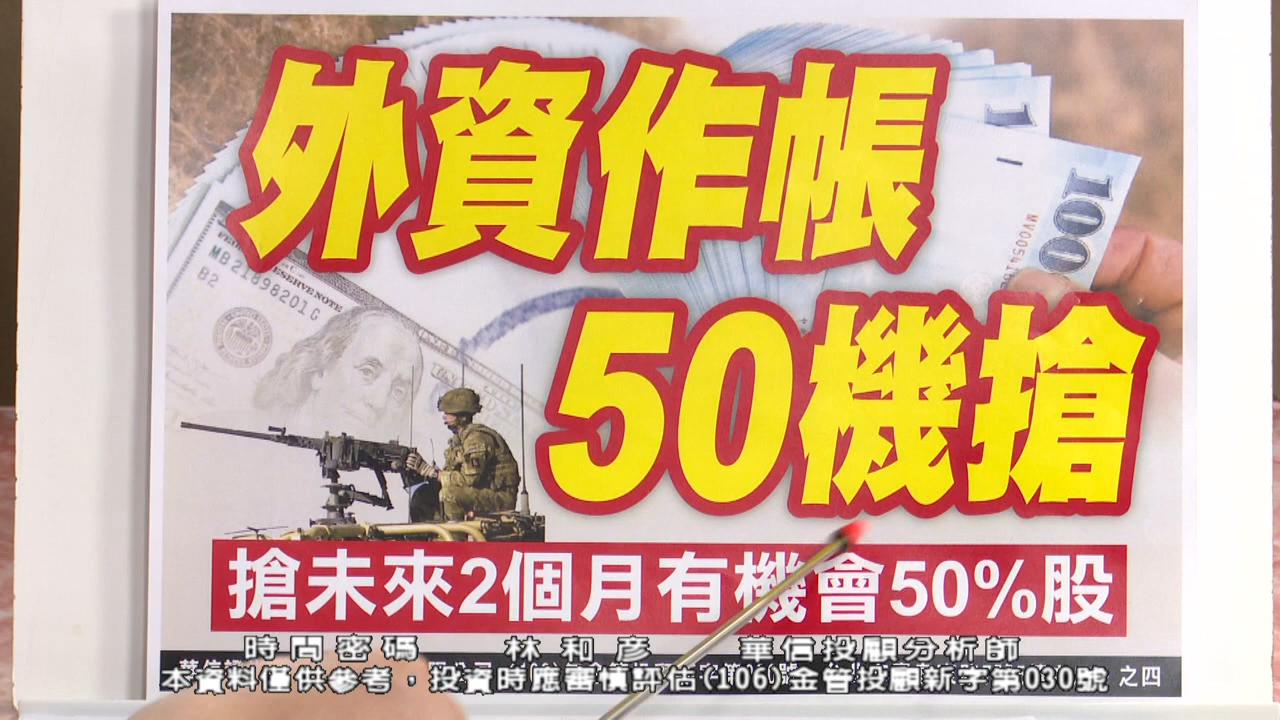 外資作帳
50機搶
搶未來2個月有機會50%股
時間密碼 林和彥 華信投顧分析師
本資料僅供參考，投資時應審慎評估(106)金管投顧新字第030號
之四
100
MB21898201G
B2